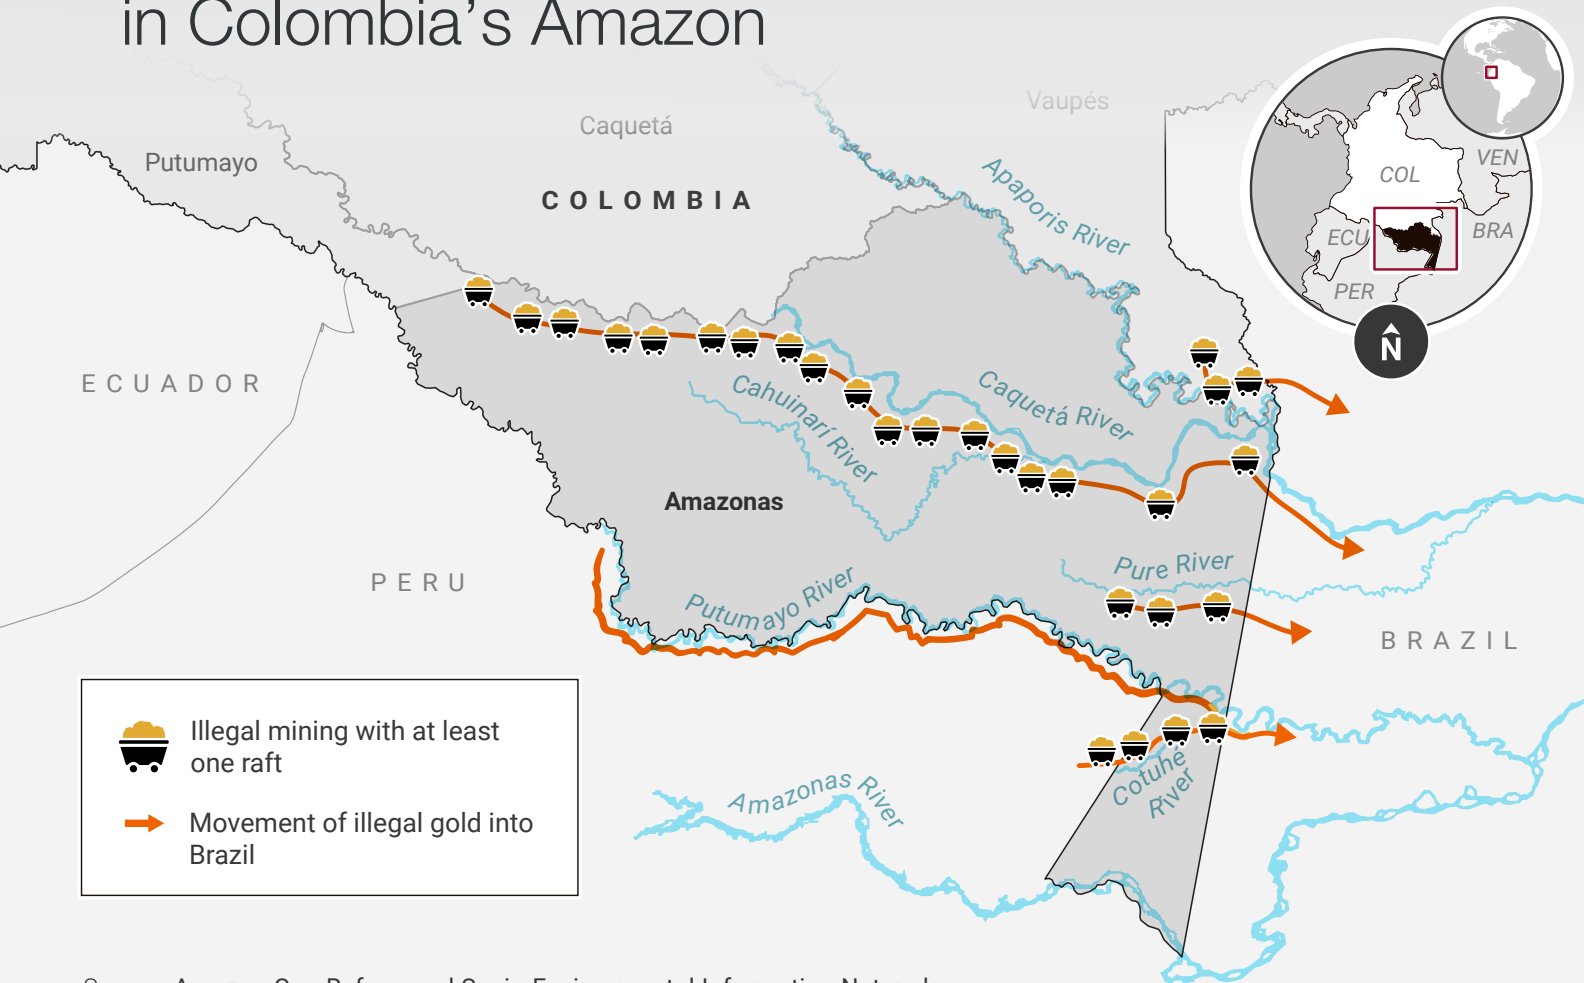 in Colombia's Amazon
Vaupés
Caquetá
Putumayo
COLOMBIA
Apaporis River
VEN
COL
ECU
BRA
PER
N
ECUADOR
Cahuinarí River
Caquetá River
Amazonas
PERU
Pure River
Putumayo River
BRAZIL
Illegal mining with at least
one raft
Movement of illegal gold into
Brazil
Cotuhé
River
Amazonas River